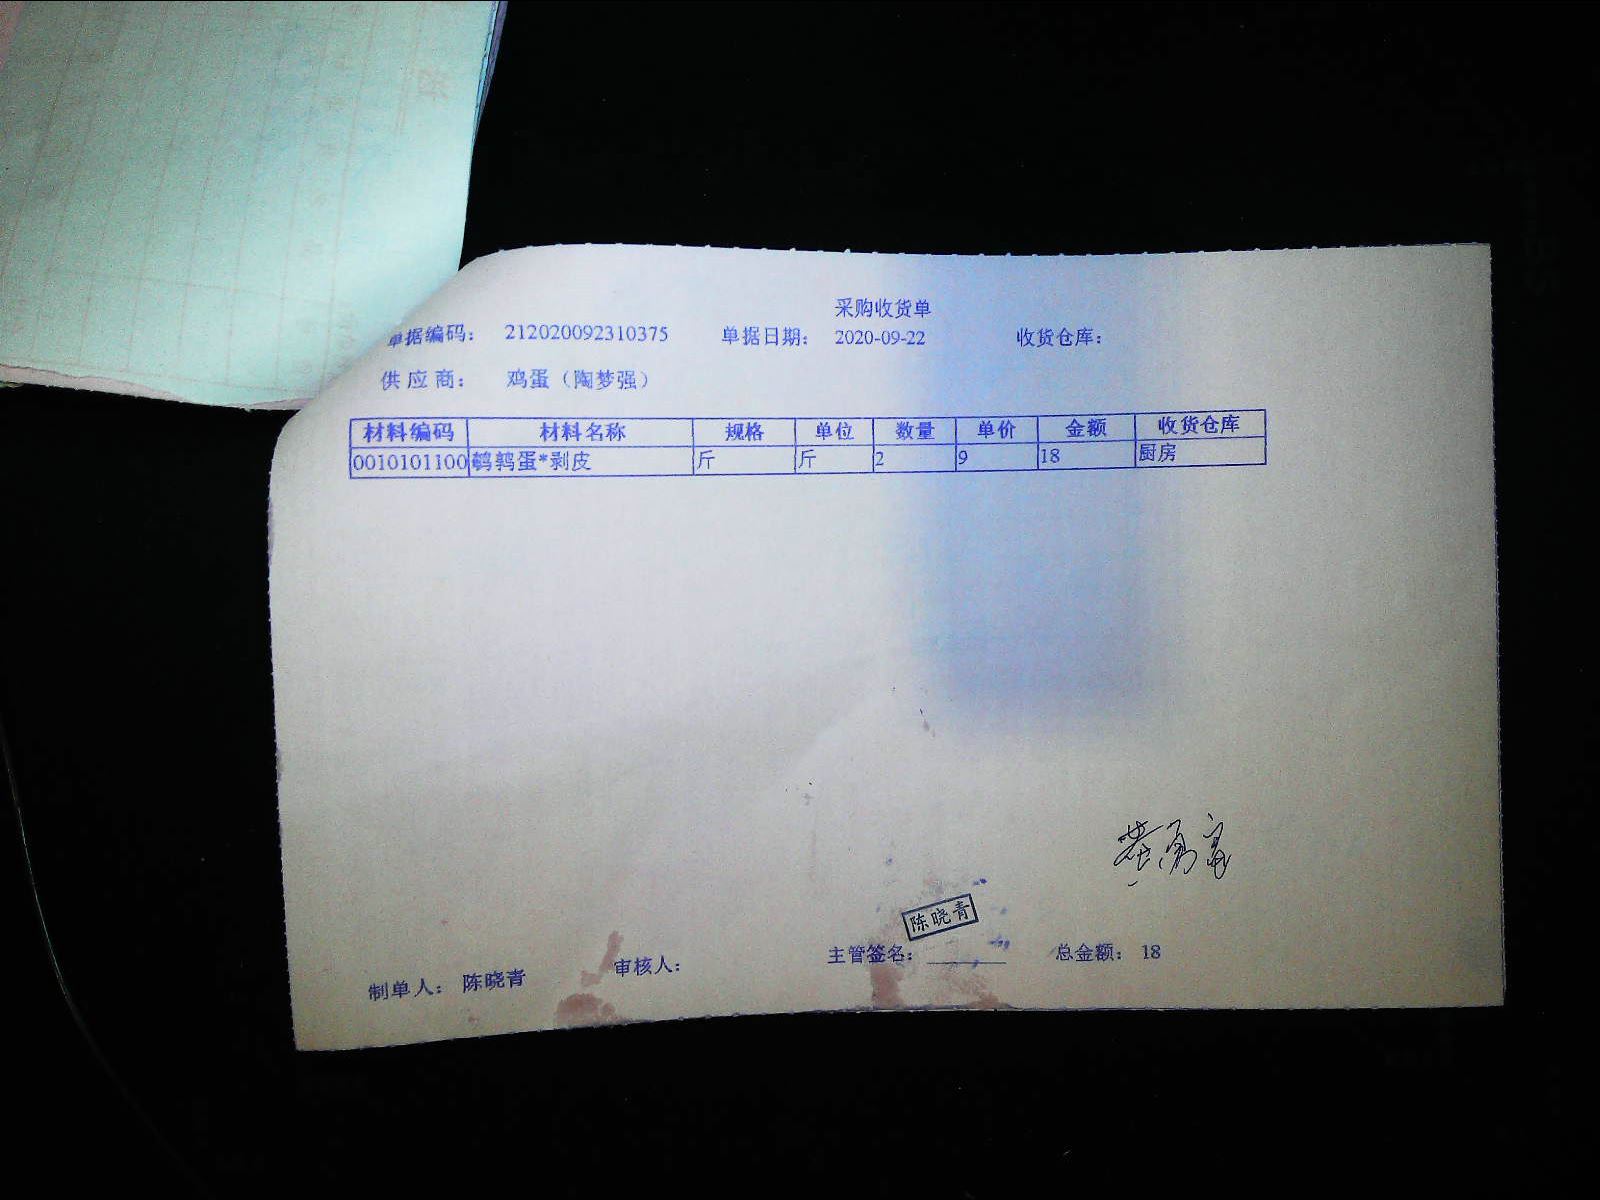 采购收货单
单据编码： 212020092310375 单据日期： 2020-09-22 收货仓库：
供应商： 鸡蛋（陶梦强）
材料编码 材料名称 规格 单位 数量 单价 金额 收货仓库
0010101100 鹌鹑蛋*剥皮 斤 斤 2 9 18 厨房
陈晓青
制单人： 陈晓青 审核人： 主管签名： 总金额： 18